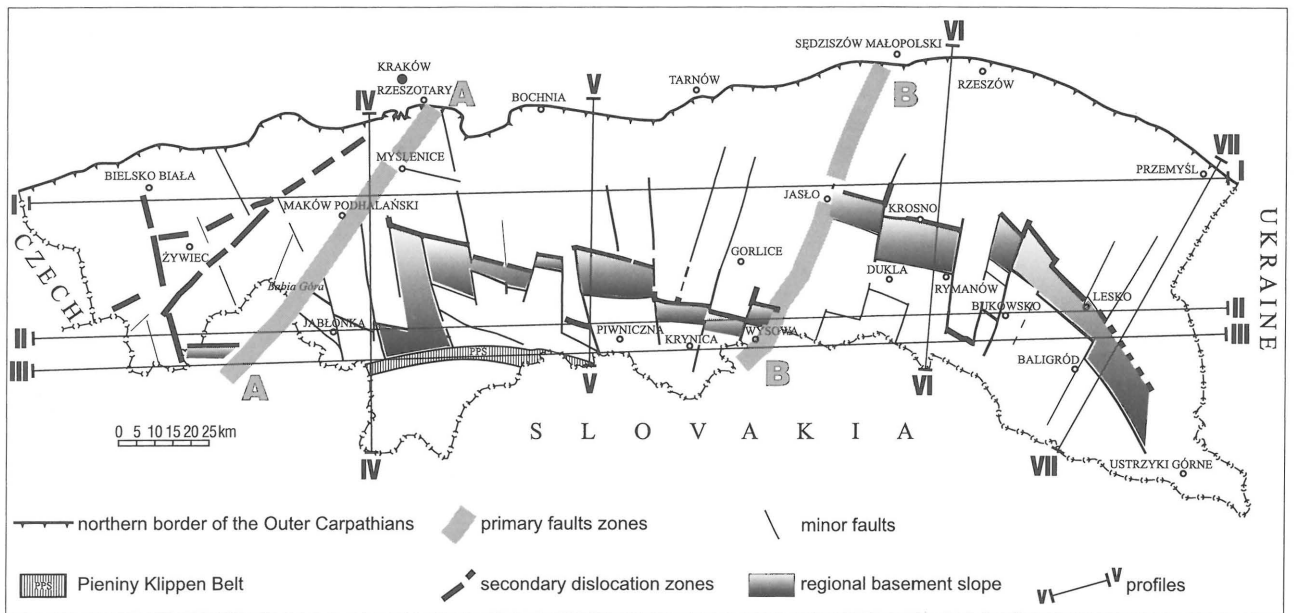 SĘDZISZÓW MAŁOPOLSKI
VI
KRAKÓW
RZESZOTARY
A
IV
BOCHNIA
V
TARNÓW
B
RZESZÓW
VII
I
PRZEMYŚL
MYŚLENICE
BIELSKO BIAŁA
I
MAKÓW PODHALAŃSKI
JASŁO
KROSNO
CZECH
UKRAINE
ŻYWIEC
GORLICE
DUKLA
RYMANÓW
BUKOWSKO
LESKO
Babia Góra
JABŁONKA
PIWNICZNA
KRYNICA
WYSOWA
II
II
III
III
PPS
BALIGRÓD
A
V
B
VI
SLOVAKIA
0 5 10 15 20 25 km
IV
VII
USTRZYKI GÓRNE
northern border of the Outer Carpathians
primary faults zones
minor faults
PPS
Pieniny Klippen Belt
secondary dislocation zones
regional basement slope
VI
V
profiles